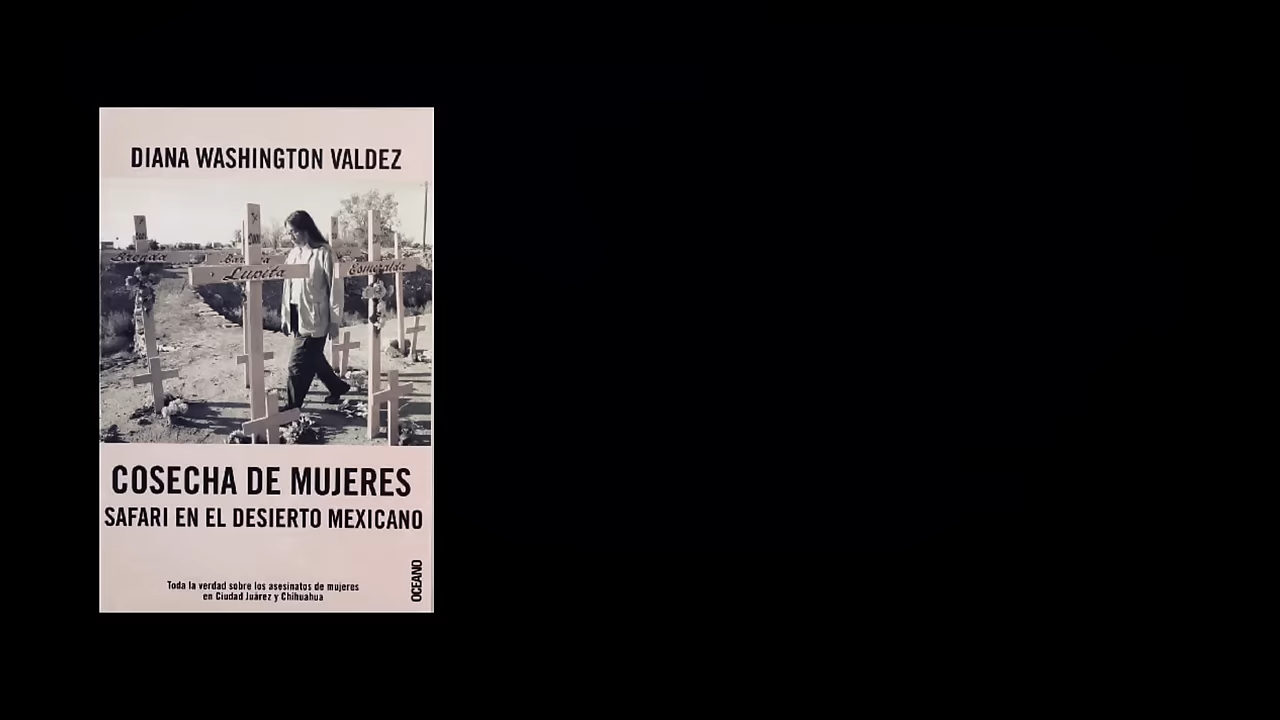 DIANA WASHINGTON VALDEZ
Brenda
Lupita
Esmeralda
COSECHA DE MUJERES
SAFARI EN EL DESIERTO MEXICANO
Toda la verdad sobre los asesinatos de mujeres
en Ciudad Juárez y Chihuahua
OCEANO